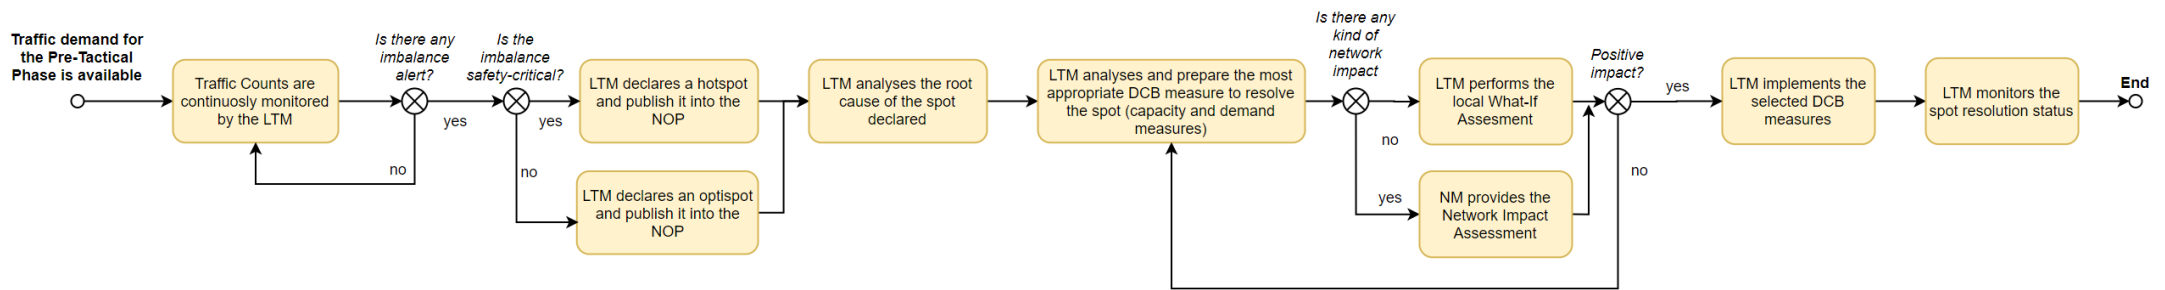 Traffic demand for
the Pre-Tactical
Phase is available
Traffic Counts are
continuosly monitored
by the LTM
Is there any
imbalance
alert?
no
yes
Is the
imbalance
safety-critical?
yes
no
LTM declares a hotspot
and publish it into the
NOP
LTM declares an optispot
and publish it into the
NOP
LTM analyses the root
cause of the spot
declared
LTM analyses and prepare the most
appropriate DCB measure to resolve
the spot (capacity and demand
measures)
Is there any
kind of
network
impact
no
yes
LTM performs the
local What-If
Assesment
NM provides the
Network Impact
Assessment
Positive
impact?
yes
no
LTM implements the
selected DCB
measures
LTM monitors the
spot resolution status
End